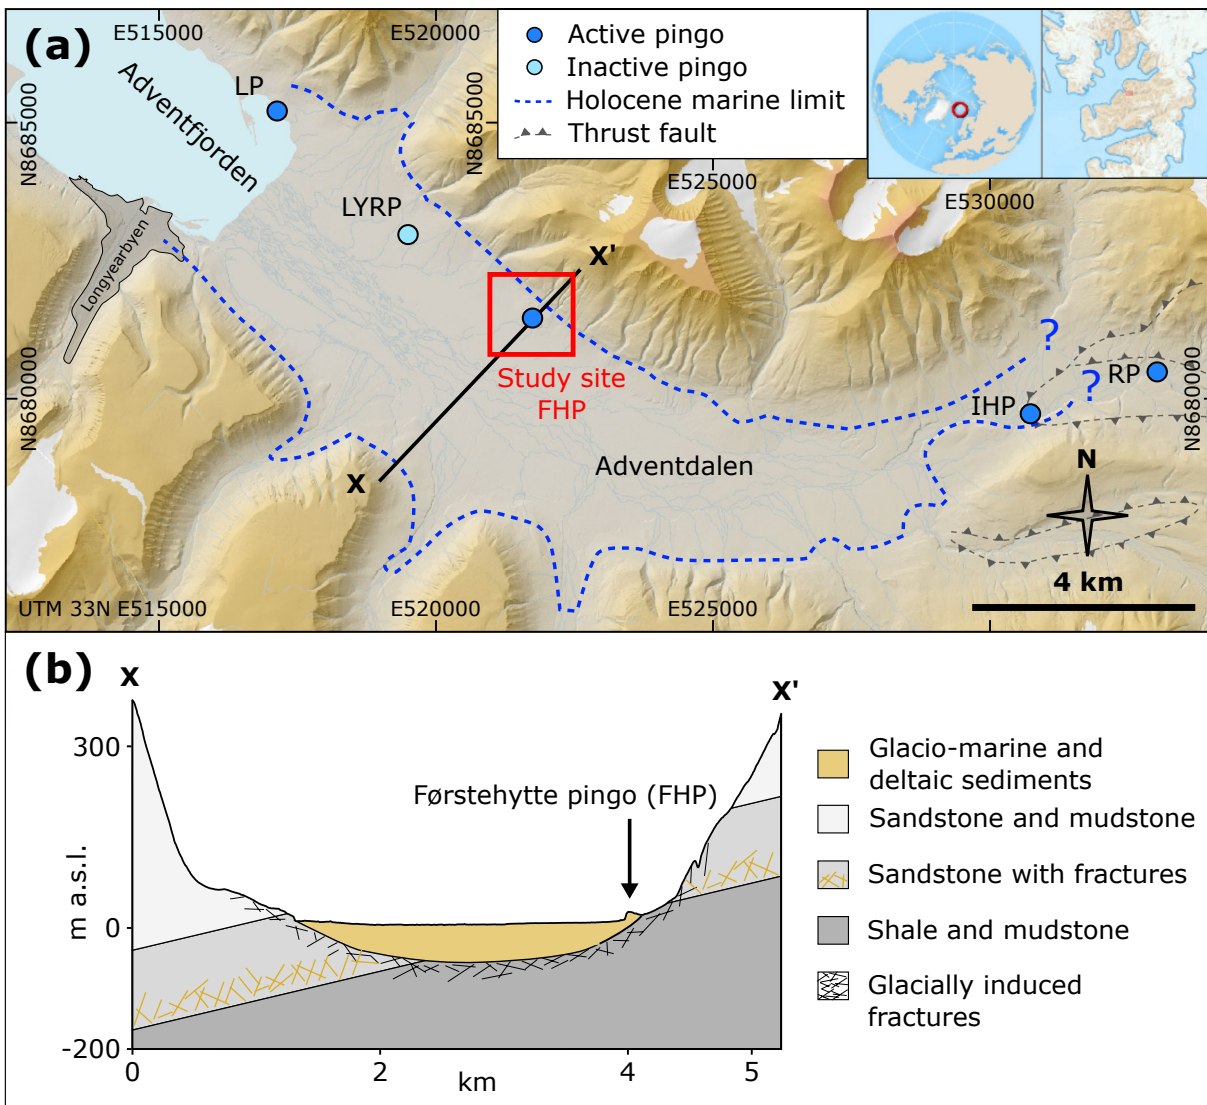 (a)
E515000
E520000
Active pingo
Inactive pingo
Holocene marine limit
Thrust fault
LP
Adventfjorden
N8685000
N8685000
E525000
E530000
LYRP
Longyearbyen
X'
Study site
FHP
?
?
RP
IHP
N8680000
N8680000
X
Adventdalen
N
4 km
UTM 33N E515000
E520000
E525000
(b)
X
X'
300
Førstehytte pingo (FHP)
m a.s.l.
0
-200
0
2
km
4
5
Glacio-marine and
deltaic sediments
Sandstone and mudstone
Sandstone with fractures
Shale and mudstone
Glacially induced
fractures